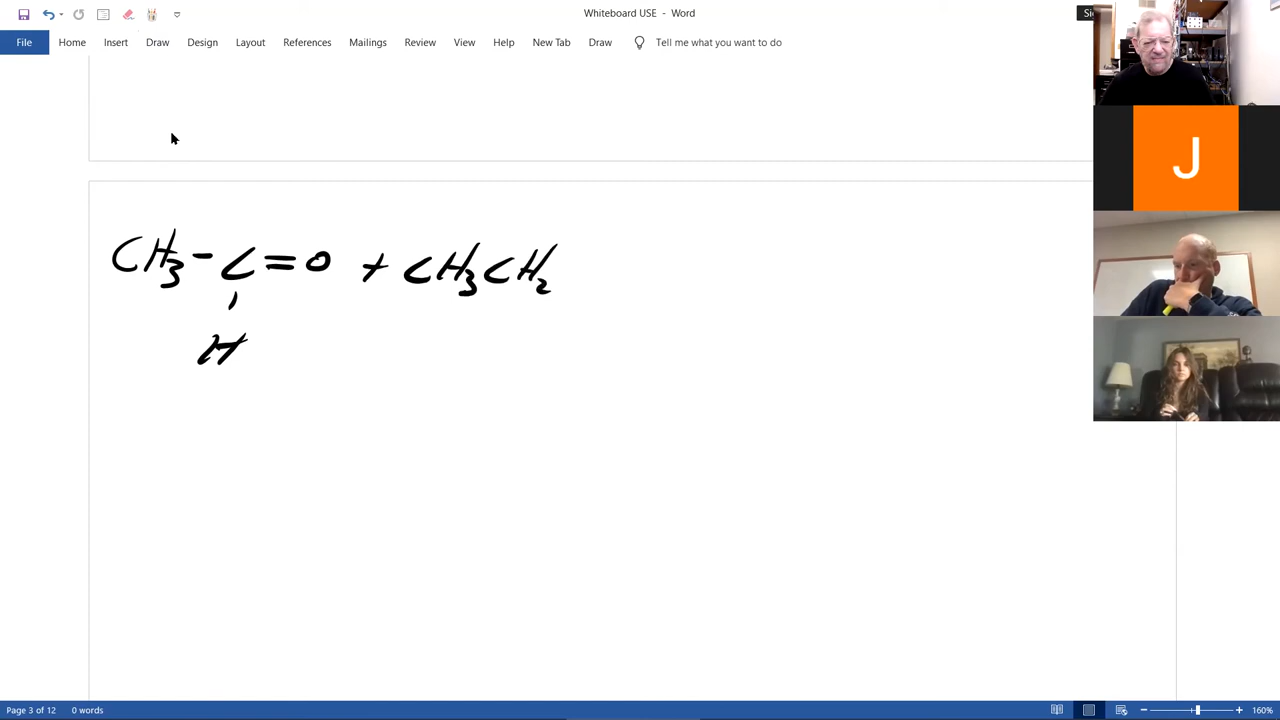 Whiteboard USE - Word
File Home Insert Draw Design Layout References Mailings Review View Help New Tab Draw Tell me what you want to do
J
CH3-C=O + CH3CH2
H
Page 3 of 12 0 words 160%